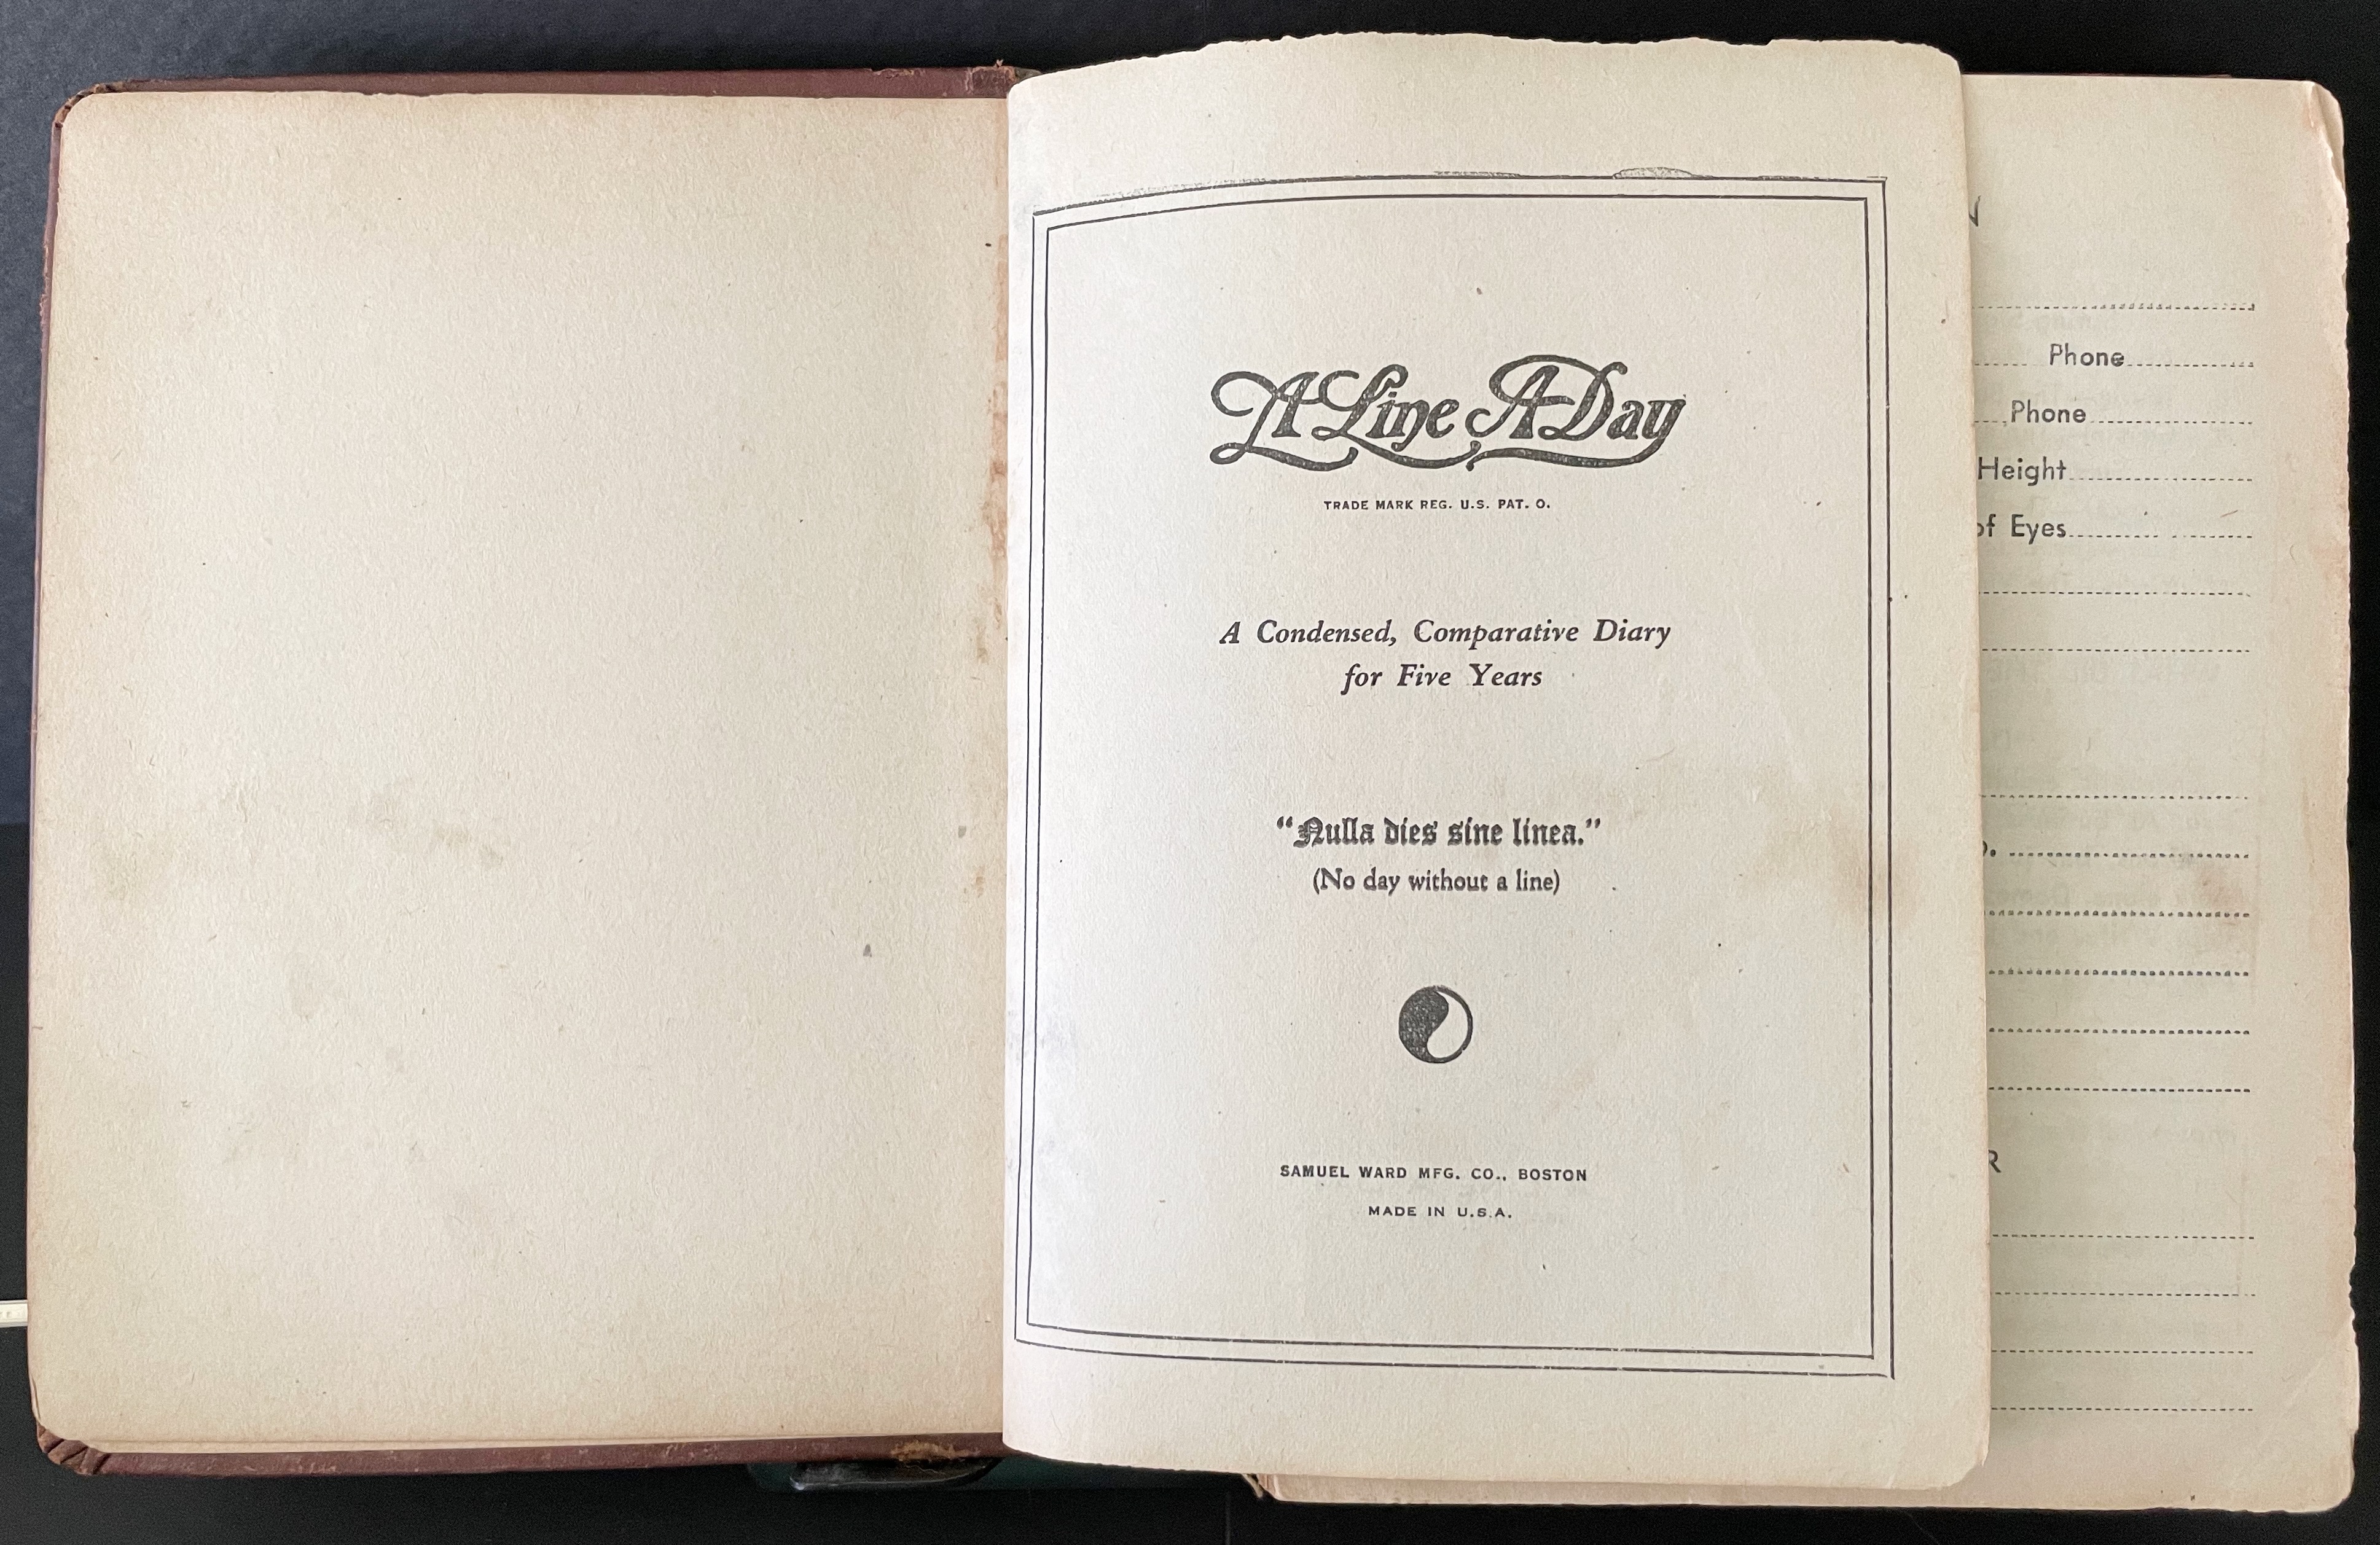 A Line A Day
TRADE MARK REG. U.S. PAT. O.
A Condensed, Comparative Diary
for Five Years
“Nulla dies sine linea.”
(No day without a line)
SAMUEL WARD MFG. CO., BOSTON
MADE IN U.S.A.
Phone
Phone
Height
of Eyes